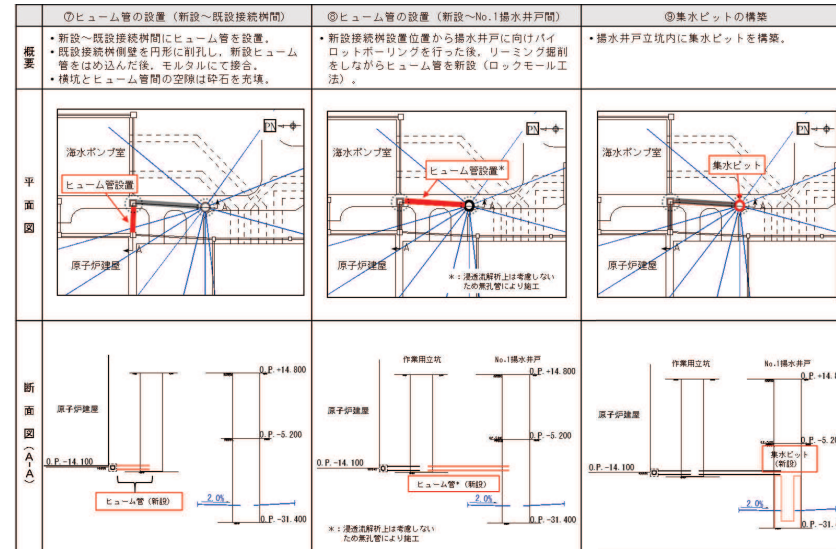 ⑦ヒューム管の設置（新設～既設接続桝間）
⑧ヒューム管の設置（新設～No.1揚水井戸間）
⑨集水ピットの構築
概要
・新設～既設接続桝間にヒューム管を設置。
・既設接続桝側壁を円形に削孔し，新設ヒューム
管をはめ込んだ後，モルタルにて接合。
・横坑とヒューム管間の空隙は砕石を充填。
・新設接続桝設置位置から揚水井戸に向けパイ
ロットボーリングを行った後，リーミング掘削
をしながらヒューム管を新設（ロックモール工
法）。
・揚水井戸立坑内に集水ピットを構築。
平面図
PN
海水ポンプ室
ヒューム管設置
A
原子炉建屋
PN
海水ポンプ室
ヒューム管設置*
A
原子炉建屋
*：浸透流解析上は考慮しない
ため無孔管により施工
PN
海水ポンプ室
集水ピット
A
原子炉建屋
断面図（A-A）
原子炉建屋
O.P.+14.800
O.P.-5.200
O.P.-14.100
ヒューム管（新設）
2.0%
O.P.-31.400
作業用立坑
No.1揚水井戸
O.P.+14.800
原子炉建屋
O.P.-5.200
O.P.-14.100
ヒューム管*（新設）
2.0%
O.P.-31.400
*：浸透流解析上は考慮しない
ため無孔管により施工
作業用立坑
No.1揚水井戸
O.P.+14.8
原子炉建屋
O.P.-5.20
集水ピット
（新設）
O.P.-14.100
2.0%
O.P.-31.4